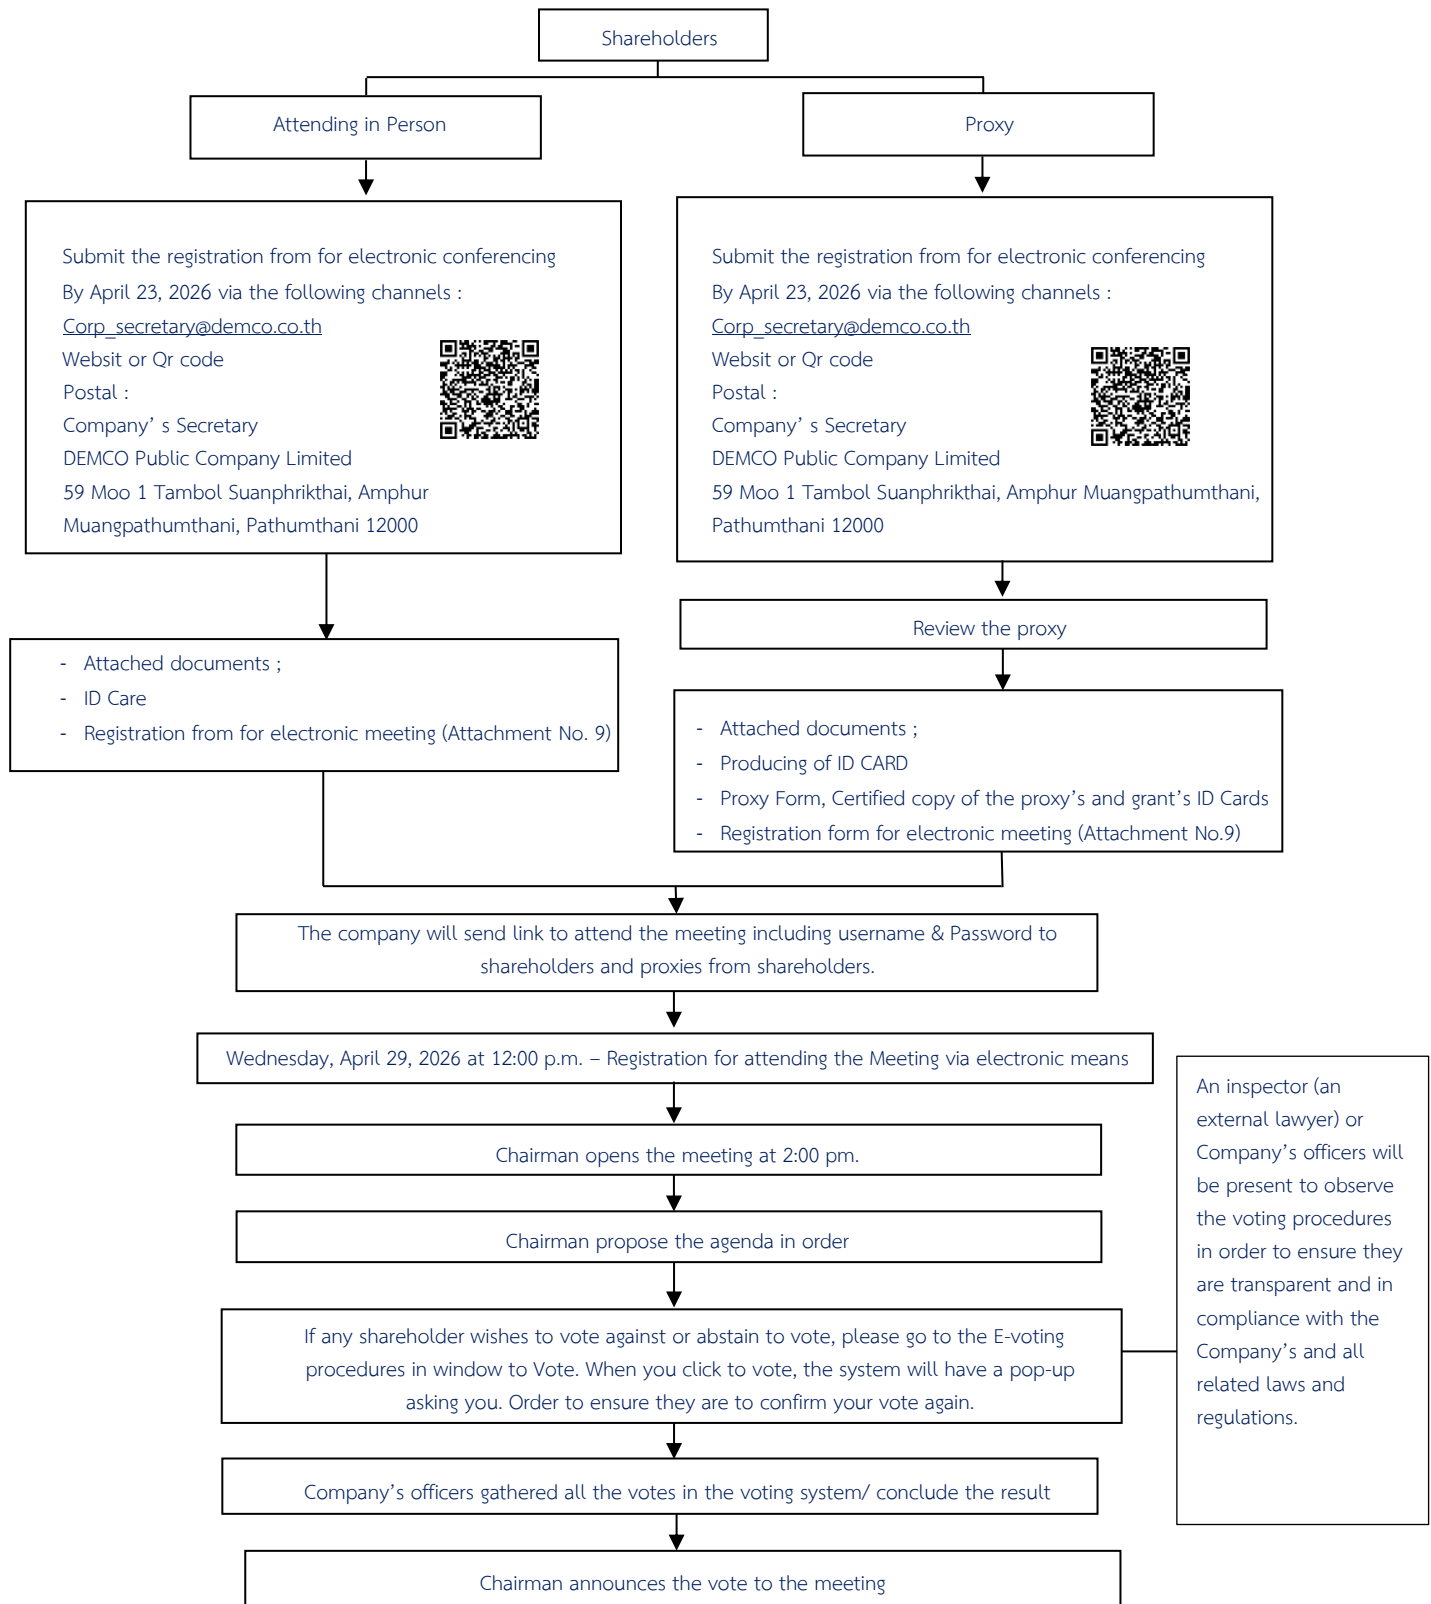 Shareholders
Attending in Person
Proxy
Submit the registration from for electronic conferencing
By April 23, 2026 via the following channels :
Corp_secretary@demco.co.th
Websit or Qr code
Postal :
Company’ s Secretary
DEMCO Public Company Limited
59 Moo 1 Tambol Suanphrikthai, Amphur
Muangpathumthani, Pathumthani 12000
Submit the registration from for electronic conferencing
By April 23, 2026 via the following channels :
Corp_secretary@demco.co.th
Websit or Qr code
Postal :
Company’ s Secretary
DEMCO Public Company Limited
59 Moo 1 Tambol Suanphrikthai, Amphur Muangpathumthani,
Pathumthani 12000
Review the proxy
- Attached documents ;
- ID Care
- Registration from for electronic meeting (Attachment No. 9)
- Attached documents ;
- Producing of ID CARD
- Proxy Form, Certified copy of the proxy’s and grant’s ID Cards
- Registration form for electronic meeting (Attachment No.9)
The company will send link to attend the meeting including username & Password to
shareholders and proxies from shareholders.
Wednesday, April 29, 2026 at 12:00 p.m. – Registration for attending the Meeting via electronic means
Chairman opens the meeting at 2:00 pm.
Chairman propose the agenda in order
If any shareholder wishes to vote against or abstain to vote, please go to the E-voting
procedures in window to Vote. When you click to vote, the system will have a pop-up
asking you. Order to ensure they are to confirm your vote again.
An inspector (an
external lawyer) or
Company’s officers will
be present to observe
the voting procedures
in order to ensure they
are transparent and in
compliance with the
Company’s and all
related laws and
regulations.
Company’s officers gathered all the votes in the voting system/ conclude the result
Chairman announces the vote to the meeting